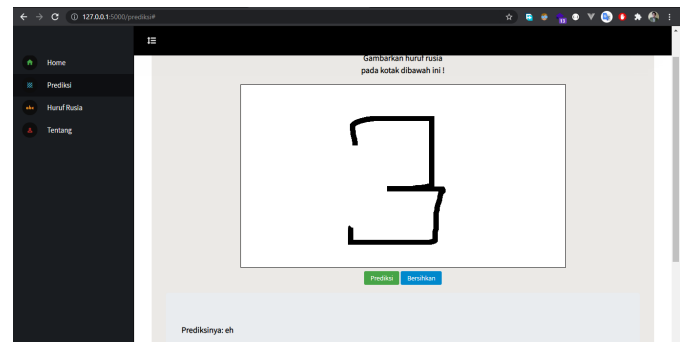 127.0.0.1:5000/prediksi#
13
Home
Prediksi
Huruf Rusia
Tentang
Gambarkan huruf rusia
pada kotak dibawah ini !
З
Prediksi Bersihkan
Prediksinya: eh